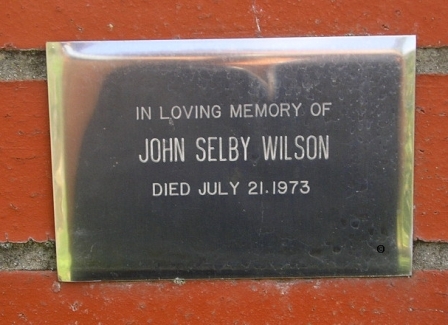 IN LOVING MEMORY OF
JOHN SELBY WILSON
DIED JULY 21.1973